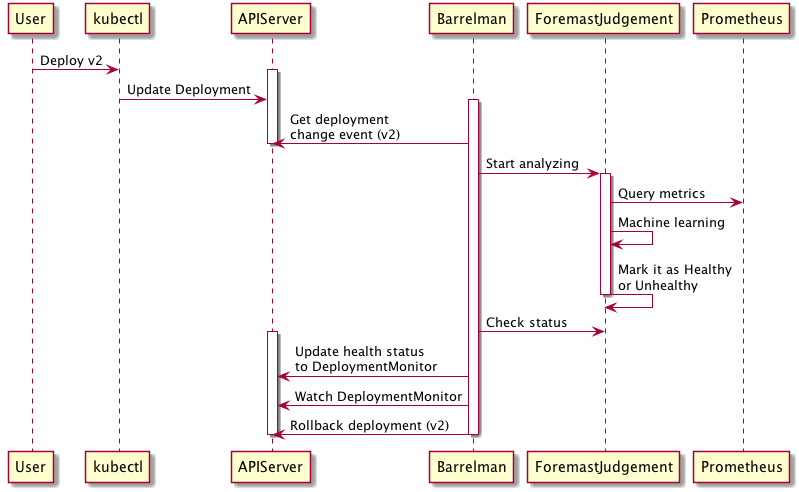 User
kubectl
APIServer
Barrelman
ForemastJudgement
Prometheus
Deploy v2
Update Deployment
Get deployment
change event (v2)
Start analyzing
Query metrics
Machine learning
Mark it as Healthy
or Unhealthy
Check status
Update health status
to DeploymentMonitor
Watch DeploymentMonitor
Rollback deployment (v2)
User
kubectl
APIServer
Barrelman
ForemastJudgement
Prometheus